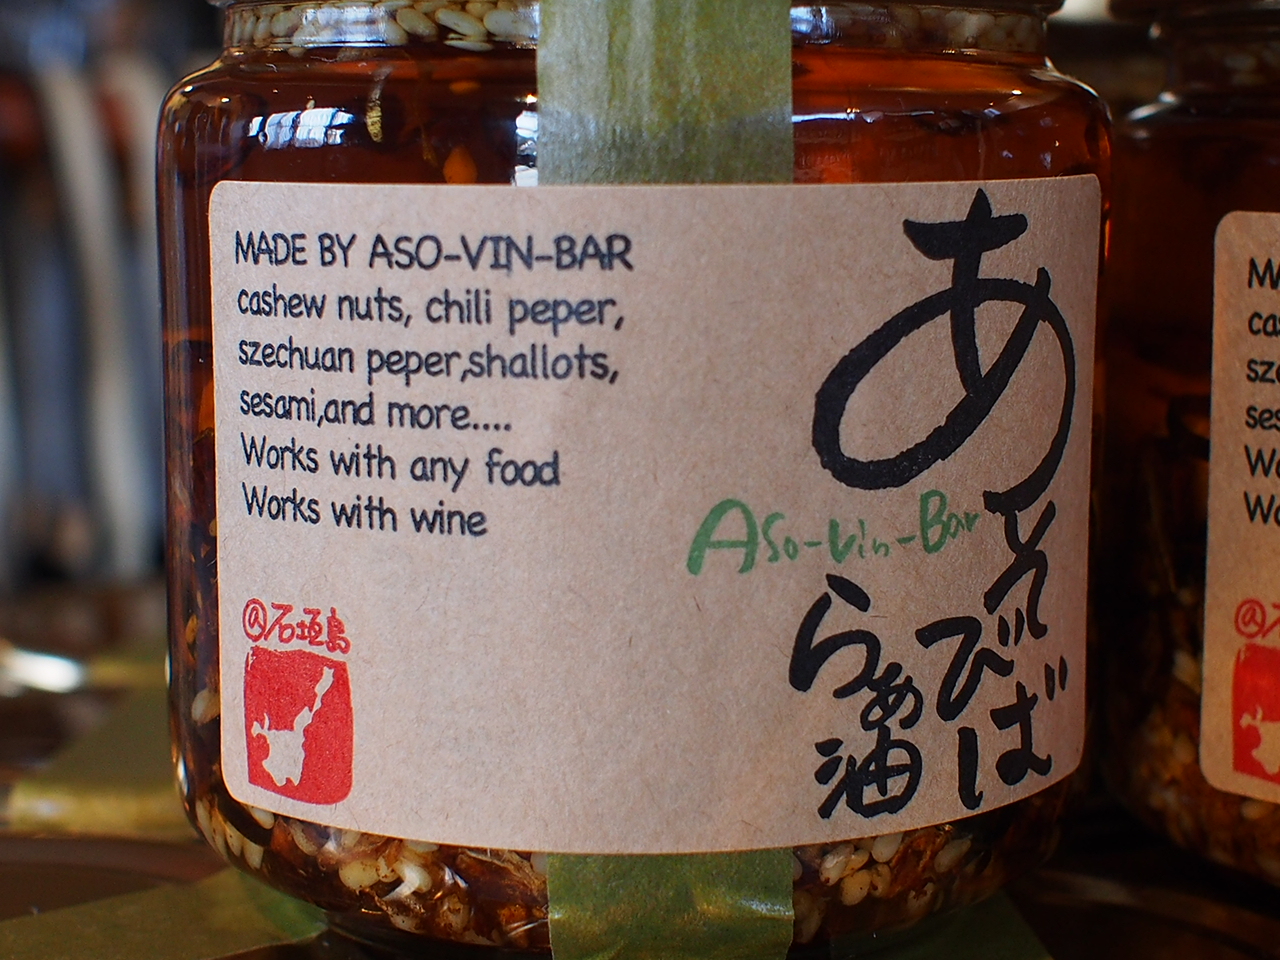 MADE BY ASO-VIN-BAR
cashew nuts, chili peper,
szechuan peper,shallots,
sesami,and more....
Works with any food
Works with wine
@石垣島
あそびば
Aso-Vin-Bar
らぁ油